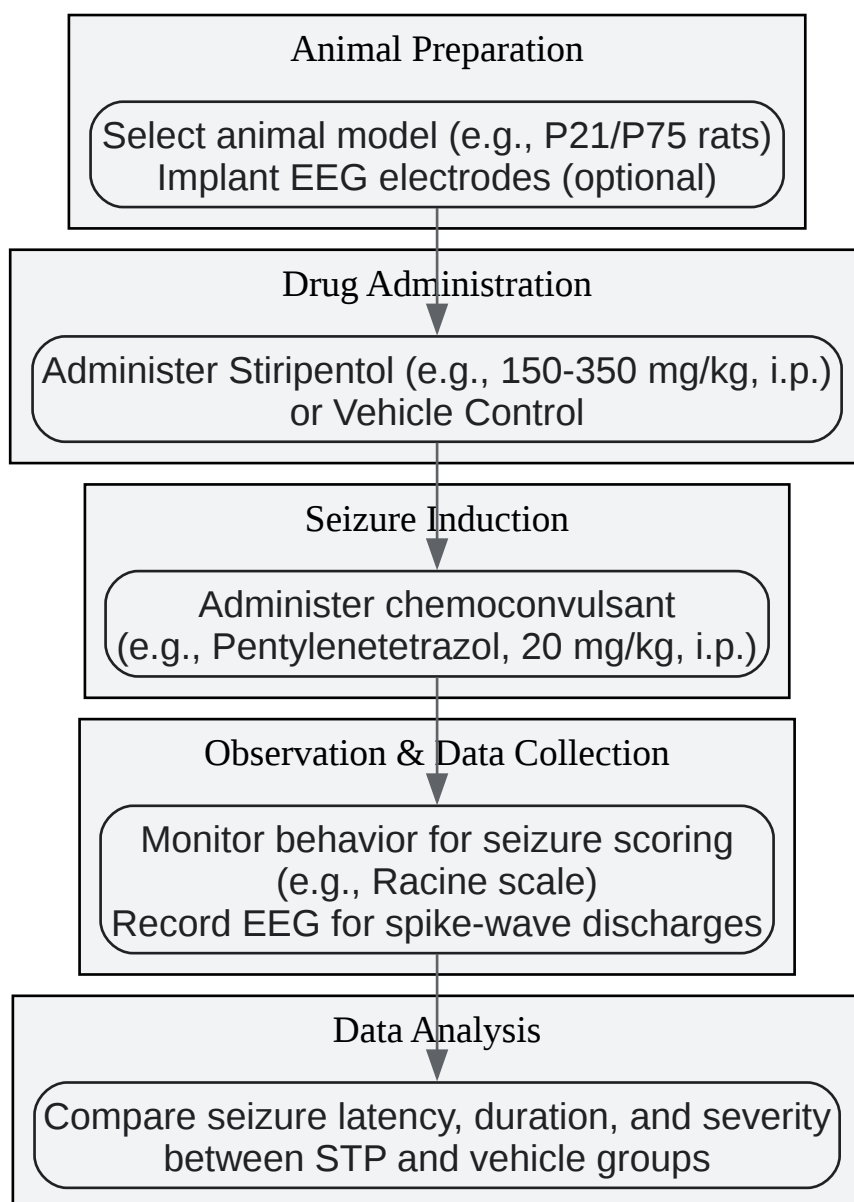 Animal Preparation
Select animal model (e.g., P21/P75 rats)
Implant EEG electrodes (optional)
Drug Administration
Administer Stiripentol (e.g., 150-350 mg/kg, i.p.)
or Vehicle Control
Seizure Induction
Administer chemoconvulsant
(e.g., Pentylenetetrazol, 20 mg/kg, i.p.)
Observation & Data Collection
Monitor behavior for seizure scoring
(e.g., Racine scale)
Record EEG for spike-wave discharges
Data Analysis
Compare seizure latency, duration, and severity
between STP and vehicle groups